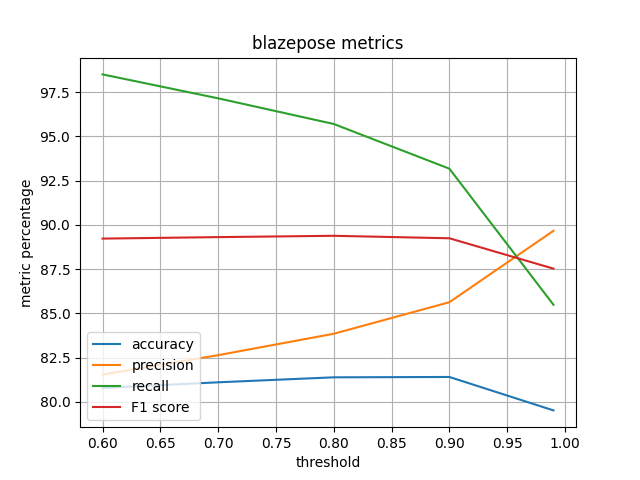 blazepose metrics
metric percentage
97.5
95.0
92.5
90.0
87.5
85.0
82.5
80.0
accuracy
precision
recall
F1 score
0.60 0.65 0.70 0.75 0.80 0.85 0.90 0.95 1.00
threshold